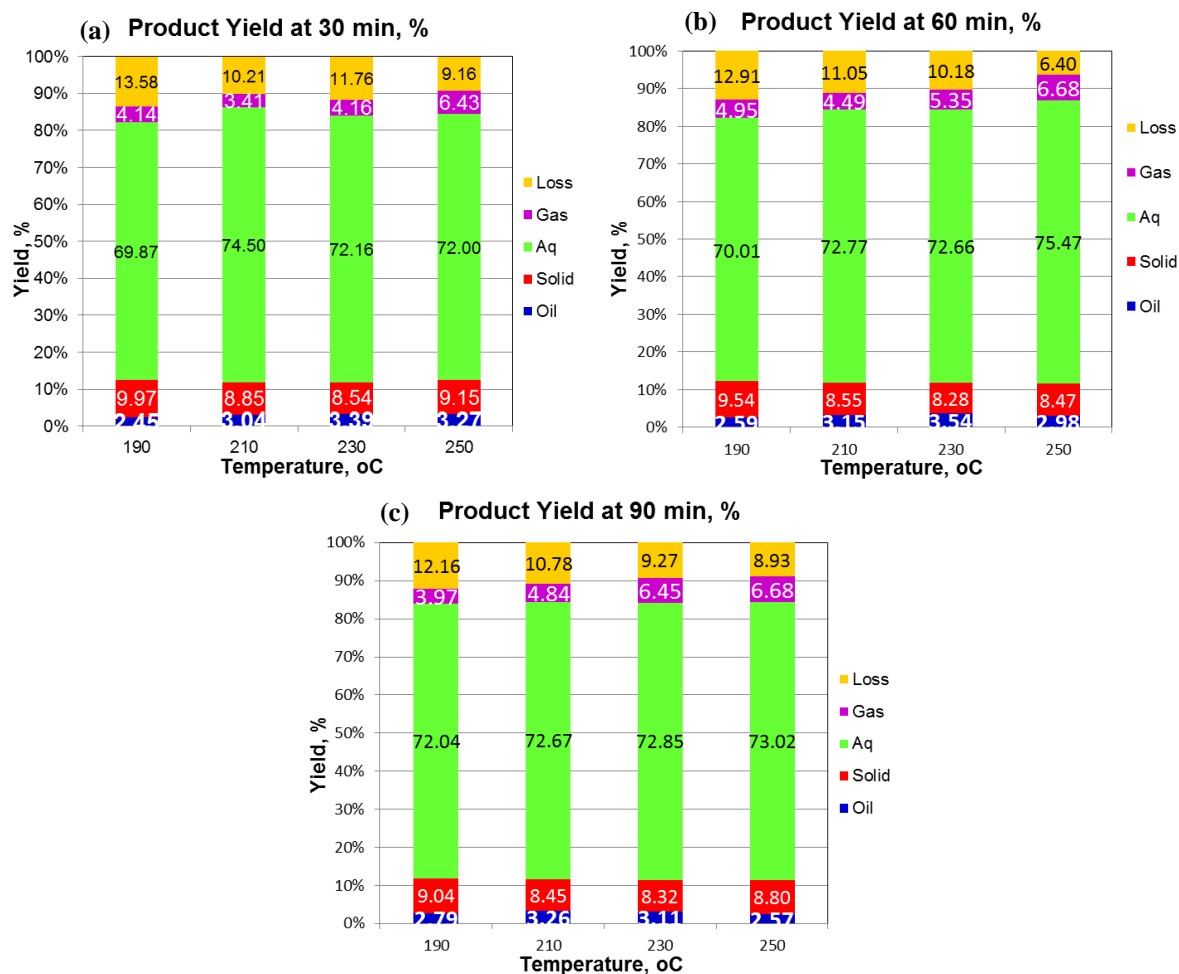 (a) Product Yield at 30 min, %
100%
90%
80%
70%
60%
50%
40%
30%
20%
10%
0%
Yield, %
13.58 10.21 11.76 9.16
4.14 3.41 4.16 6.43
69.87 74.50 72.16 72.00
9.97 8.85 8.54 9.15
2.45 3.04 3.39 3.27
190 210 230 250
Temperature, oC
Loss
Gas
Aq
Solid
Oil
(b) Product Yield at 60 min, %
100%
90%
80%
70%
60%
50%
40%
30%
20%
10%
0%
Yield, %
12.91 11.05 10.18 6.40
4.95 4.49 5.35 6.68
70.01 72.77 72.66 75.47
9.54 8.55 8.28 8.47
2.59 3.15 3.54 2.98
190 210 230 250
Temperature, oC
Loss
Gas
Aq
Solid
Oil
(c) Product Yield at 90 min, %
100%
90%
80%
70%
60%
50%
40%
30%
20%
10%
0%
Yield, %
12.16 10.78 9.27 8.93
3.97 4.84 6.45 6.68
72.04 72.67 72.85 73.02
9.04 8.45 8.32 8.80
2.79 3.26 3.11 2.57
190 210 230 250
Temperature, oC
Loss
Gas
Aq
Solid
Oil